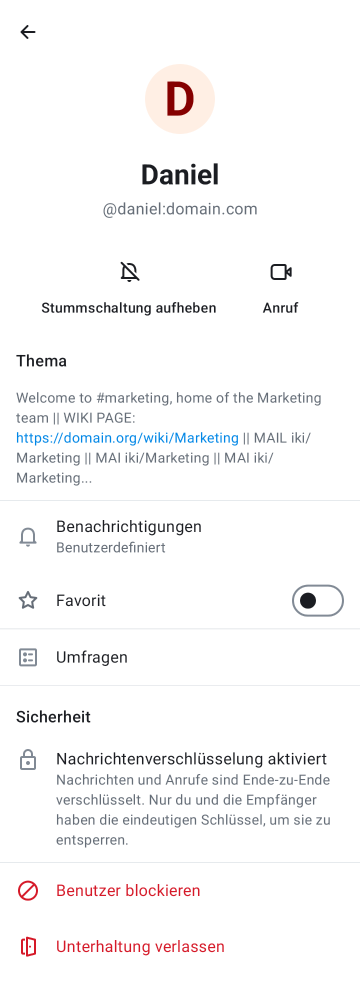 D
Daniel
@daniel:domain.com
Stummschaltung aufheben Anruf
Thema
Welcome to #marketing, home of the Marketing
team || WIKI PAGE:
https://domain.org/wiki/Marketing || MAIL iki/
Marketing || MAI iki/Marketing || MAI iki/
Marketing...
Benachrichtigungen
Benutzerdefiniert
Favorit
Umfragen
Sicherheit
Nachrichtenverschlüsselung aktiviert
Nachrichten und Anrufe sind Ende-zu-Ende
verschlüsselt. Nur du und die Empfänger
haben die eindeutigen Schlüssel, um sie zu
entsperren.
Benutzer blockieren
Unterhaltung verlassen